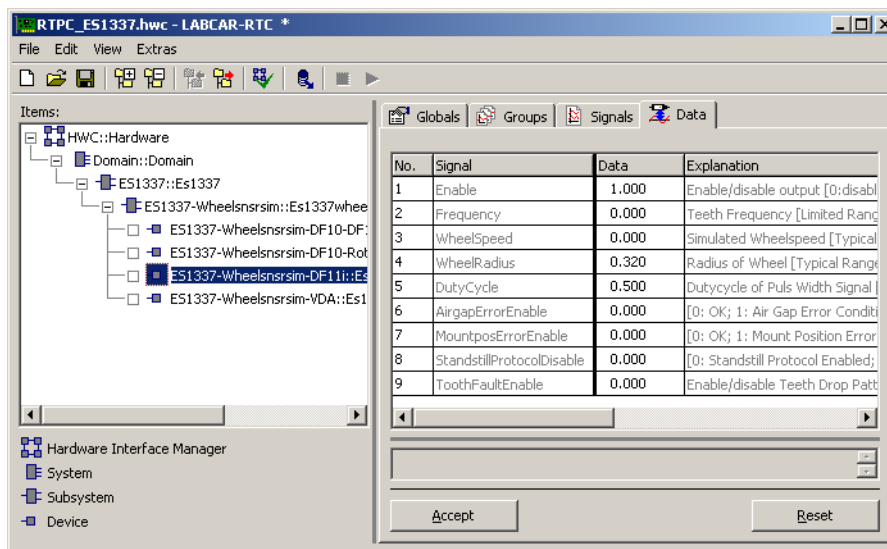 RTPC_ES1337.hwc - LABCAR-RTC *
File Edit View Extras
Items:
HWC::Hardware
Domain::Domain
ES1337::Es1337
ES1337-Wheelsnsrsim::Es1337whee
ES1337-Wheelsnsrsim-DF10-DF
ES1337-Wheelsnsrsim-DF10-Rot
ES1337-Wheelsnsrsim-DF11i::Es
ES1337-Wheelsnsrsim-VDA::Es1
Hardware Interface Manager
System
Subsystem
Device
Globals Groups Signals Data
No. Signal Data Explanation
1 Enable 1.000 Enable/disable output [0:disabl
2 Frequency 0.000 Teeth Frequency [Limited Rang
3 WheelSpeed 0.000 Simulated Wheelspeed [Typical
4 WheelRadius 0.320 Radius of Wheel [Typical Range
5 DutyCycle 0.500 Dutycycle of Puls Width Signal [
6 AirgapErrorEnable 0.000 [0: OK; 1: Air Gap Error Conditi
7 MountposErrorEnable 0.000 [0: OK; 1: Mount Position Error
8 StandstillProtocolDisable 0.000 [0: Standstill Protocol Enabled;
9 ToothFaultEnable 0.000 Enable/disable Teeth Drop Patt
Accept Reset